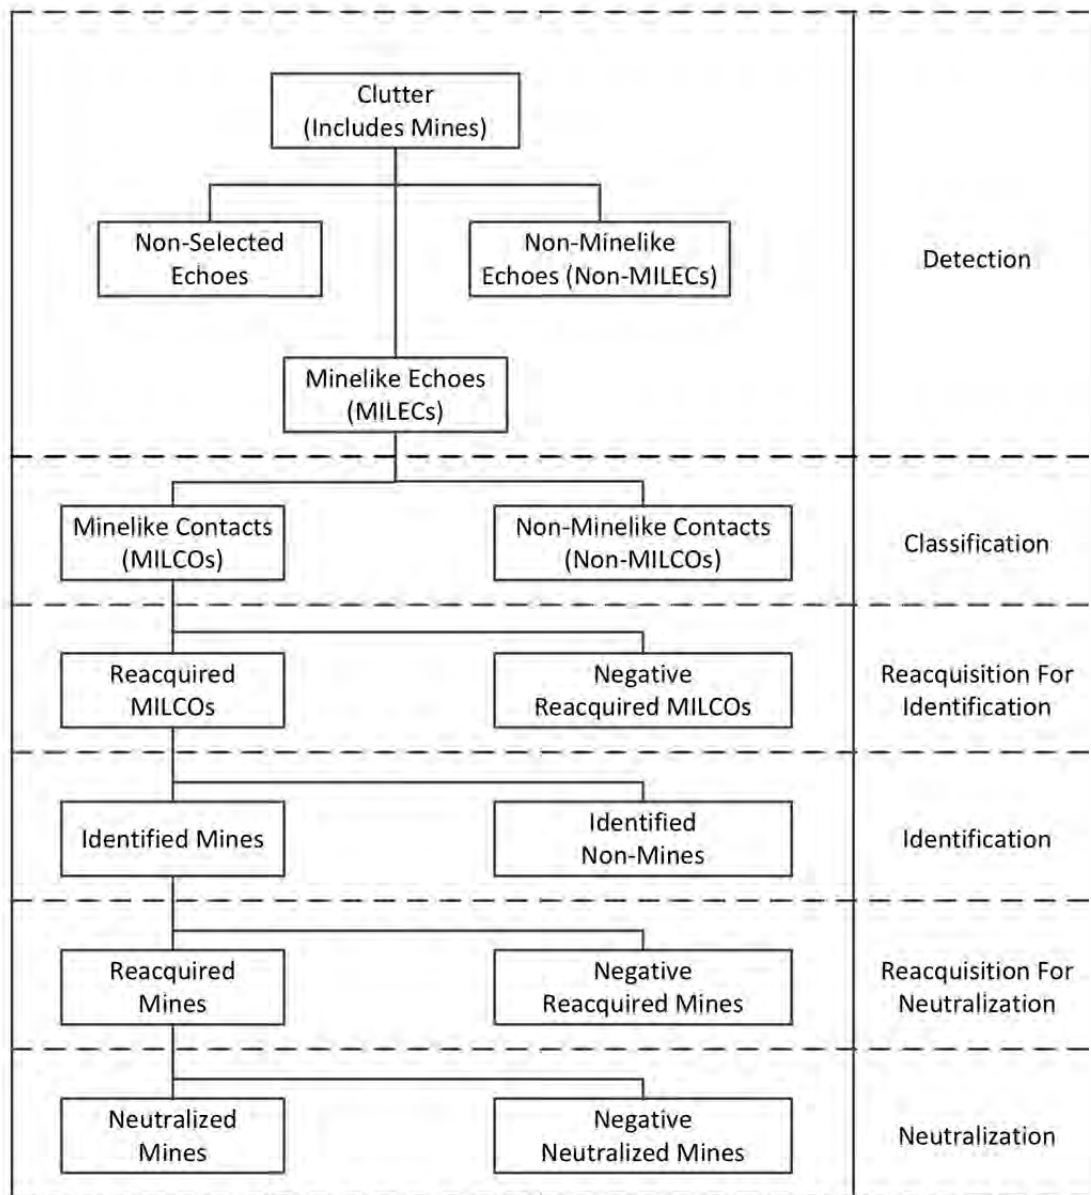 Clutter
(Includes Mines)
Non-Selected
Echoes
Non-Minelike
Echoes (Non-MILECs)
Detection
Minelike Echoes
(MILECs)
Minelike Contacts
(MILCOs)
Non-Minelike Contacts
(Non-MILCOs)
Classification
Reacquired
MILCOs
Negative
Reacquired MILCOs
Reacquisition For
Identification
Identified Mines
Identified
Non-Mines
Identification
Reacquired
Mines
Negative
Reacquired Mines
Reacquisition For
Neutralization
Neutralized
Mines
Negative
Neutralized Mines
Neutralization